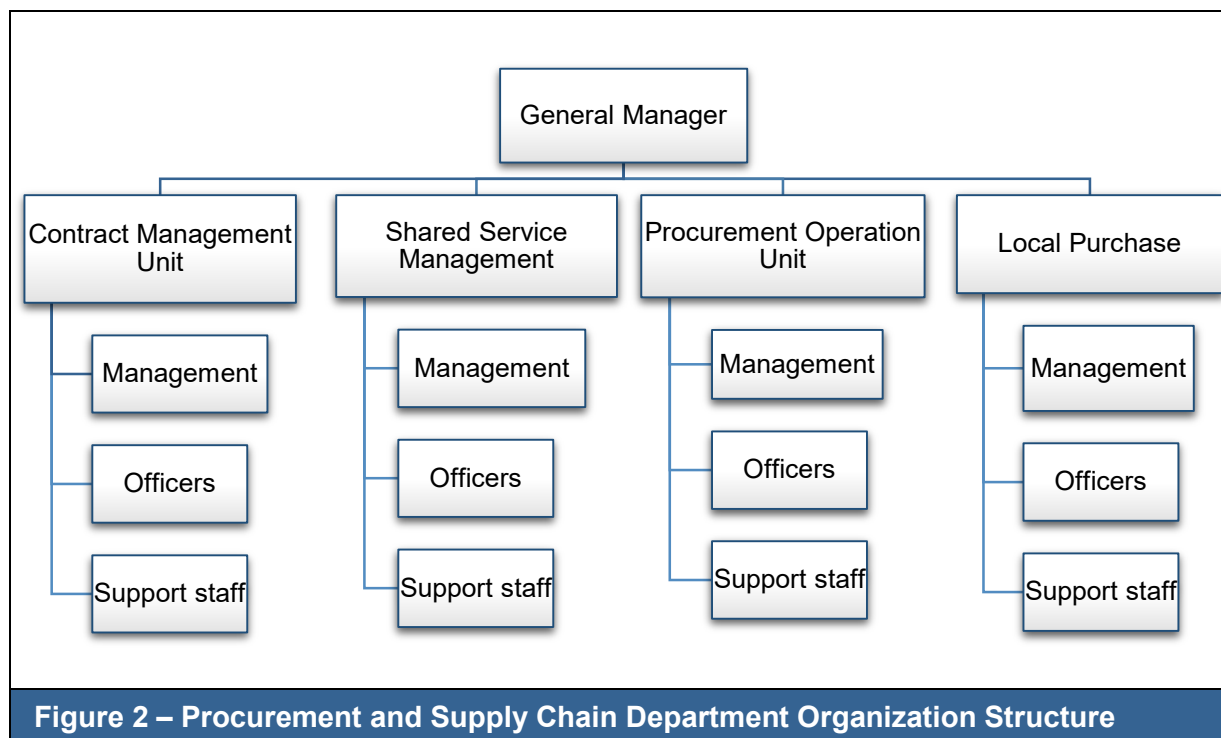 General Manager
Contract Management
Unit
Shared Service
Management
Procurement Operation
Unit
Local Purchase
Management
Officers
Support staff
Management
Officers
Support staff
Management
Officers
Support staff
Management
Officers
Support staff
Figure 2 – Procurement and Supply Chain Department Organization Structure